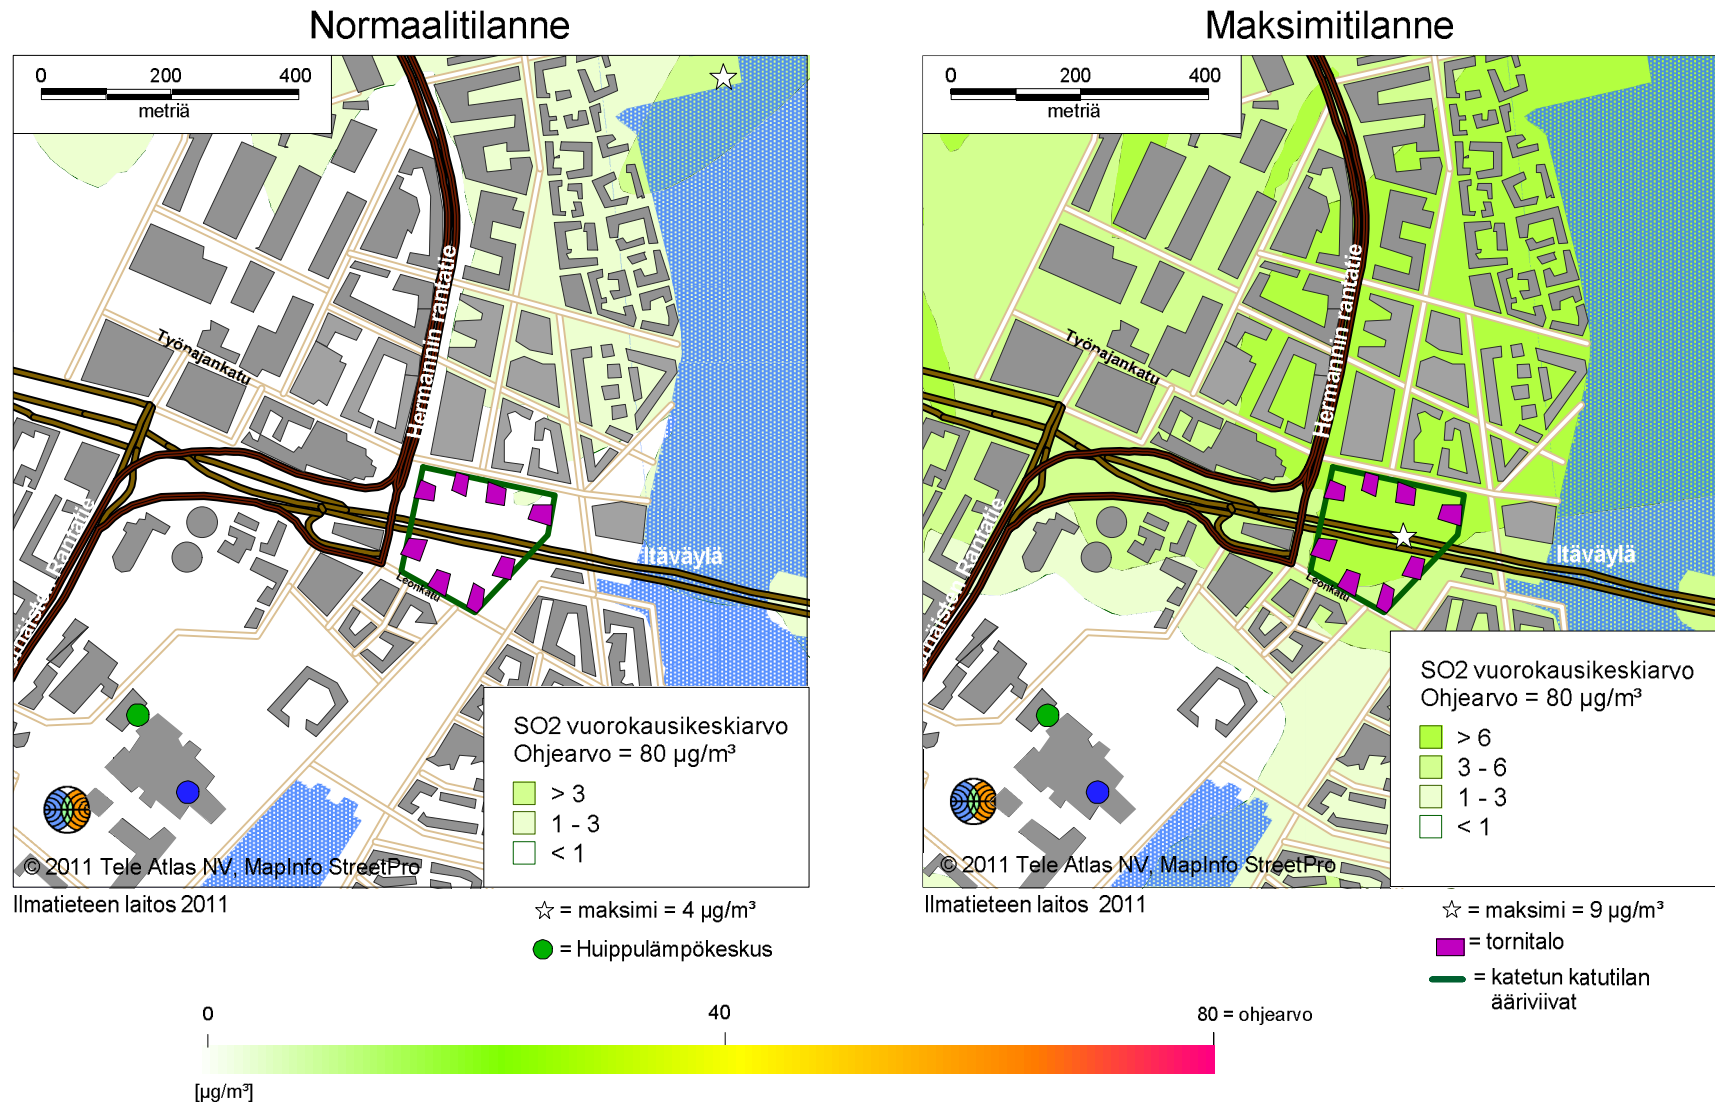 Normaalitilanne
0 200 400
metriä
Hermannin rantatie
Työpajankatu
Rantatie
Itäväylä
Leonkatu
SO2 vuorokausikeskiarvo
Ohjearvo = 80 µg/m³
> 3
1 - 3
< 1
© 2011 Tele Atlas NV, MapInfo StreetPro
Ilmatieteen laitos 2011
= maksimi = 4 µg/m³
= Huippulämpökeskus
Maksimitilanne
0 200 400
metriä
Hermannin rantatie
Työpajankatu
Rantatie
Itäväylä
Leonkatu
SO2 vuorokausikeskiarvo
Ohjearvo = 80 µg/m³
> 6
3 - 6
1 - 3
< 1
© 2011 Tele Atlas NV, MapInfo StreetPro
Ilmatieteen laitos 2011
= maksimi = 9 µg/m³
= tornitalo
= katetun katutilan
ääriviivat
0 40 80 = ohjearvo
[µg/m³]